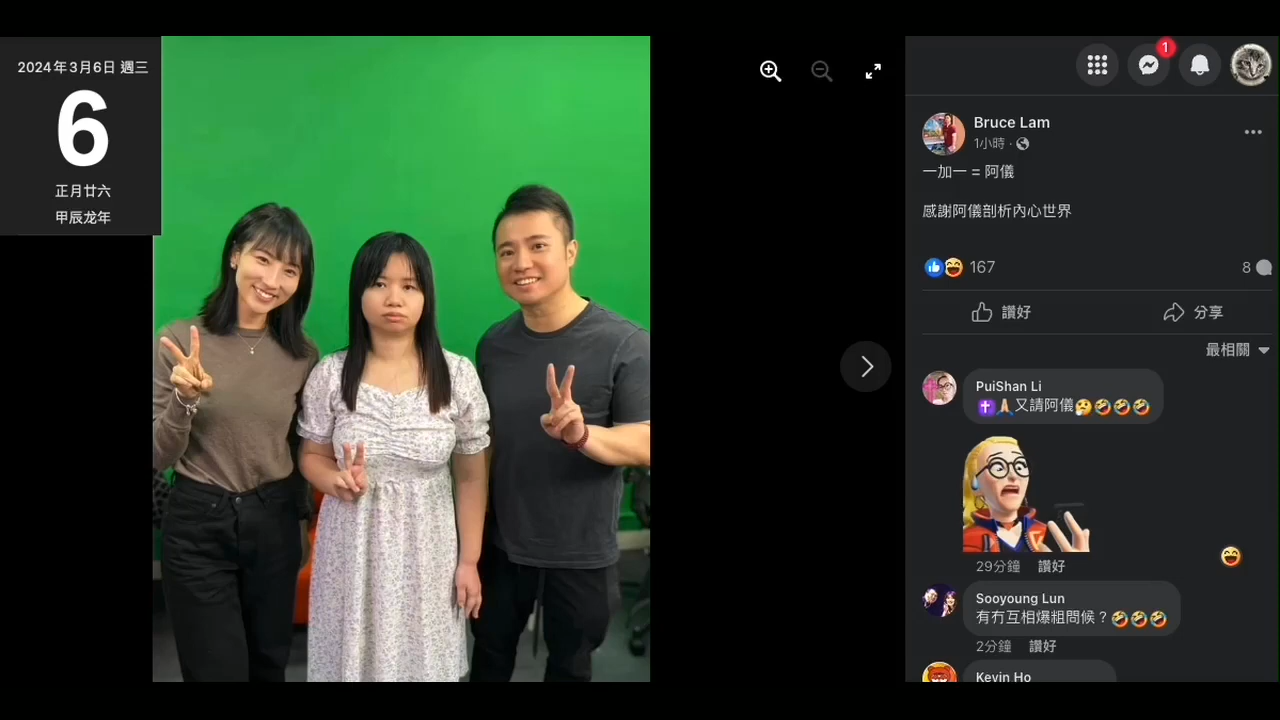 2024年3月6日 週三
6
正月廿六
甲辰龙年
1
Bruce Lam
1小時 ·
一加一 = 阿儀
感謝阿儀剖析內心世界
167
8
讚好
分享
最相關
PuiShan Li
✝️🙏又請阿儀🤔🤣🤣🤣
29分鐘 讚好
Sooyoung Lun
有冇互相爆粗問候？🤣🤣🤣
2分鐘 讚好
Kevin Ho